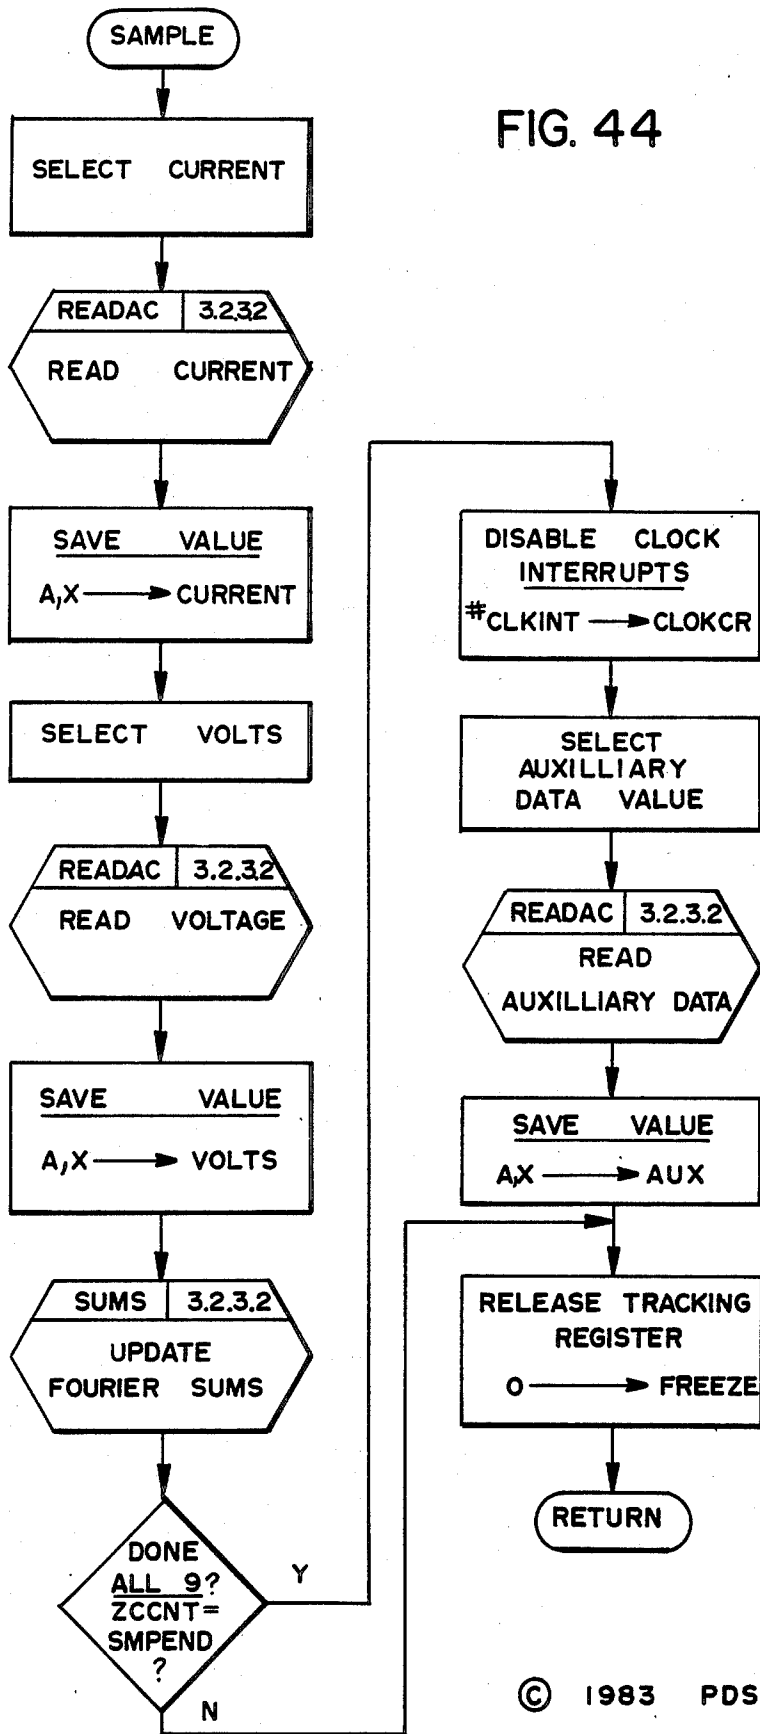 SAMPLE
FIG. 44
SELECT CURRENT
READAC 3.2.3.2
READ CURRENT
SAVE VALUE
A,X → CURRENT
SELECT VOLTS
READAC 3.2.3.2
READ VOLTAGE
SAVE VALUE
A,X → VOLTS
SUMS 3.2.3.2
UPDATE
FOURIER SUMS
DONE
ALL 9?
ZCCNT=
SMPEND
?
Y
N
DISABLE CLOCK
INTERRUPTS
#CLKINT → CLOKCR
SELECT
AUXILLIARY
DATA VALUE
READAC 3.2.3.2
READ
AUXILLIARY DATA
SAVE VALUE
A,X → AUX
RELEASE TRACKING
REGISTER
0 → FREEZE
RETURN
© 1983 PDS